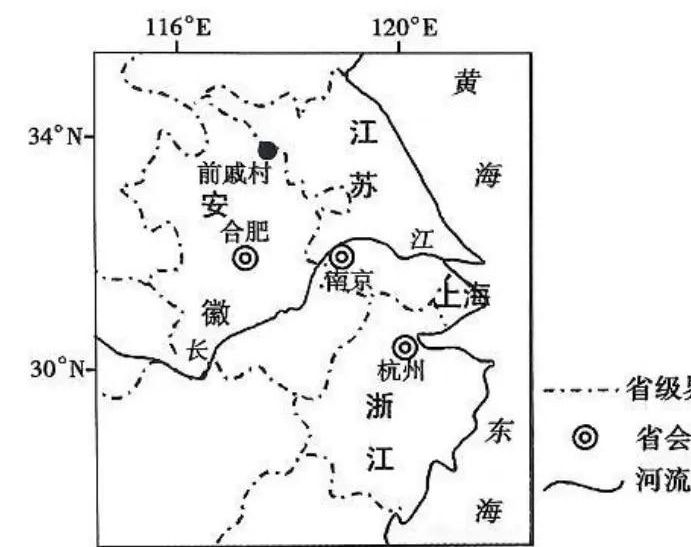 116°E 120°E
34°N
30°N
黄
海
江
苏
前戚村
安
合肥
江
南京
上海
徽
长
杭州
浙
江
东
海
省级界
省会
河流